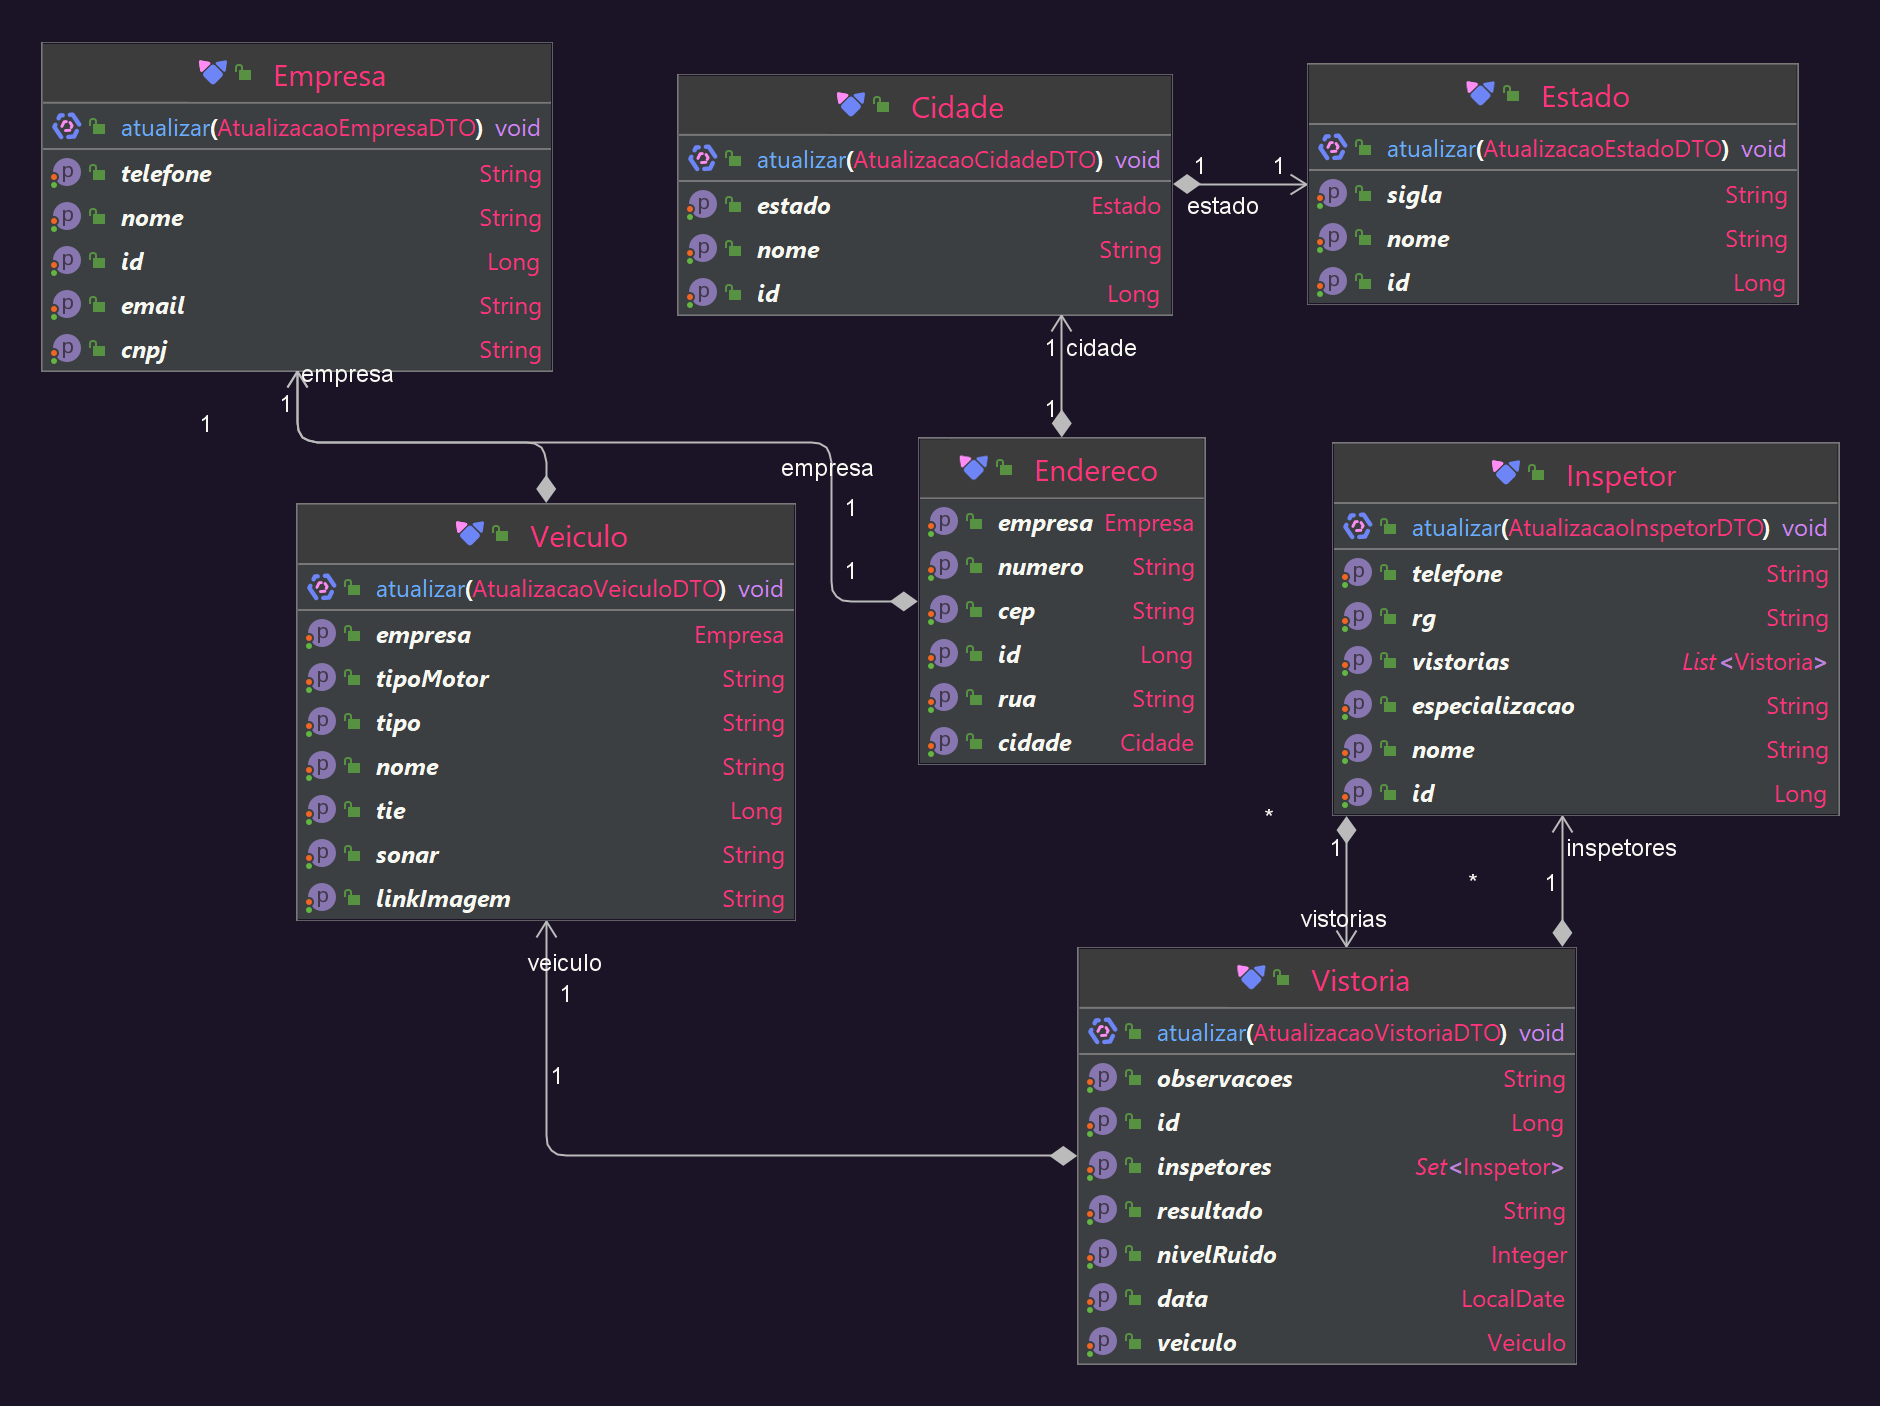 Empresa
atualizar(AtualizacaoEmpresaDTO) void
telefone String
nome String
id Long
email String
cnpj String
Cidade
atualizar(AtualizacaoCidadeDTO) void
estado Estado
nome String
id Long
1 1
estado
Estado
atualizar(AtualizacaoEstadoDTO) void
sigla String
nome String
id Long
1 cidade
1
empresa
1
1
empresa
1
1
Endereco
empresa Empresa
numero String
cep String
id Long
rua String
cidade Cidade
Veiculo
atualizar(AtualizacaoVeiculoDTO) void
empresa Empresa
tipoMotor String
tipo String
nome String
tie Long
sonar String
linkImagem String
Inspetor
atualizar(AtualizacaoInspetorDTO) void
telefone String
rg String
vistorias List<Vistoria>
especializacao String
nome String
id Long
*
1
vistorias
inspetores
* 1
veiculo
1
1
Vistoria
atualizar(AtualizacaoVistoriaDTO) void
observacoes String
id Long
inspetores Set<Inspetor>
resultado String
nivelRuido Integer
data LocalDate
veiculo Veiculo